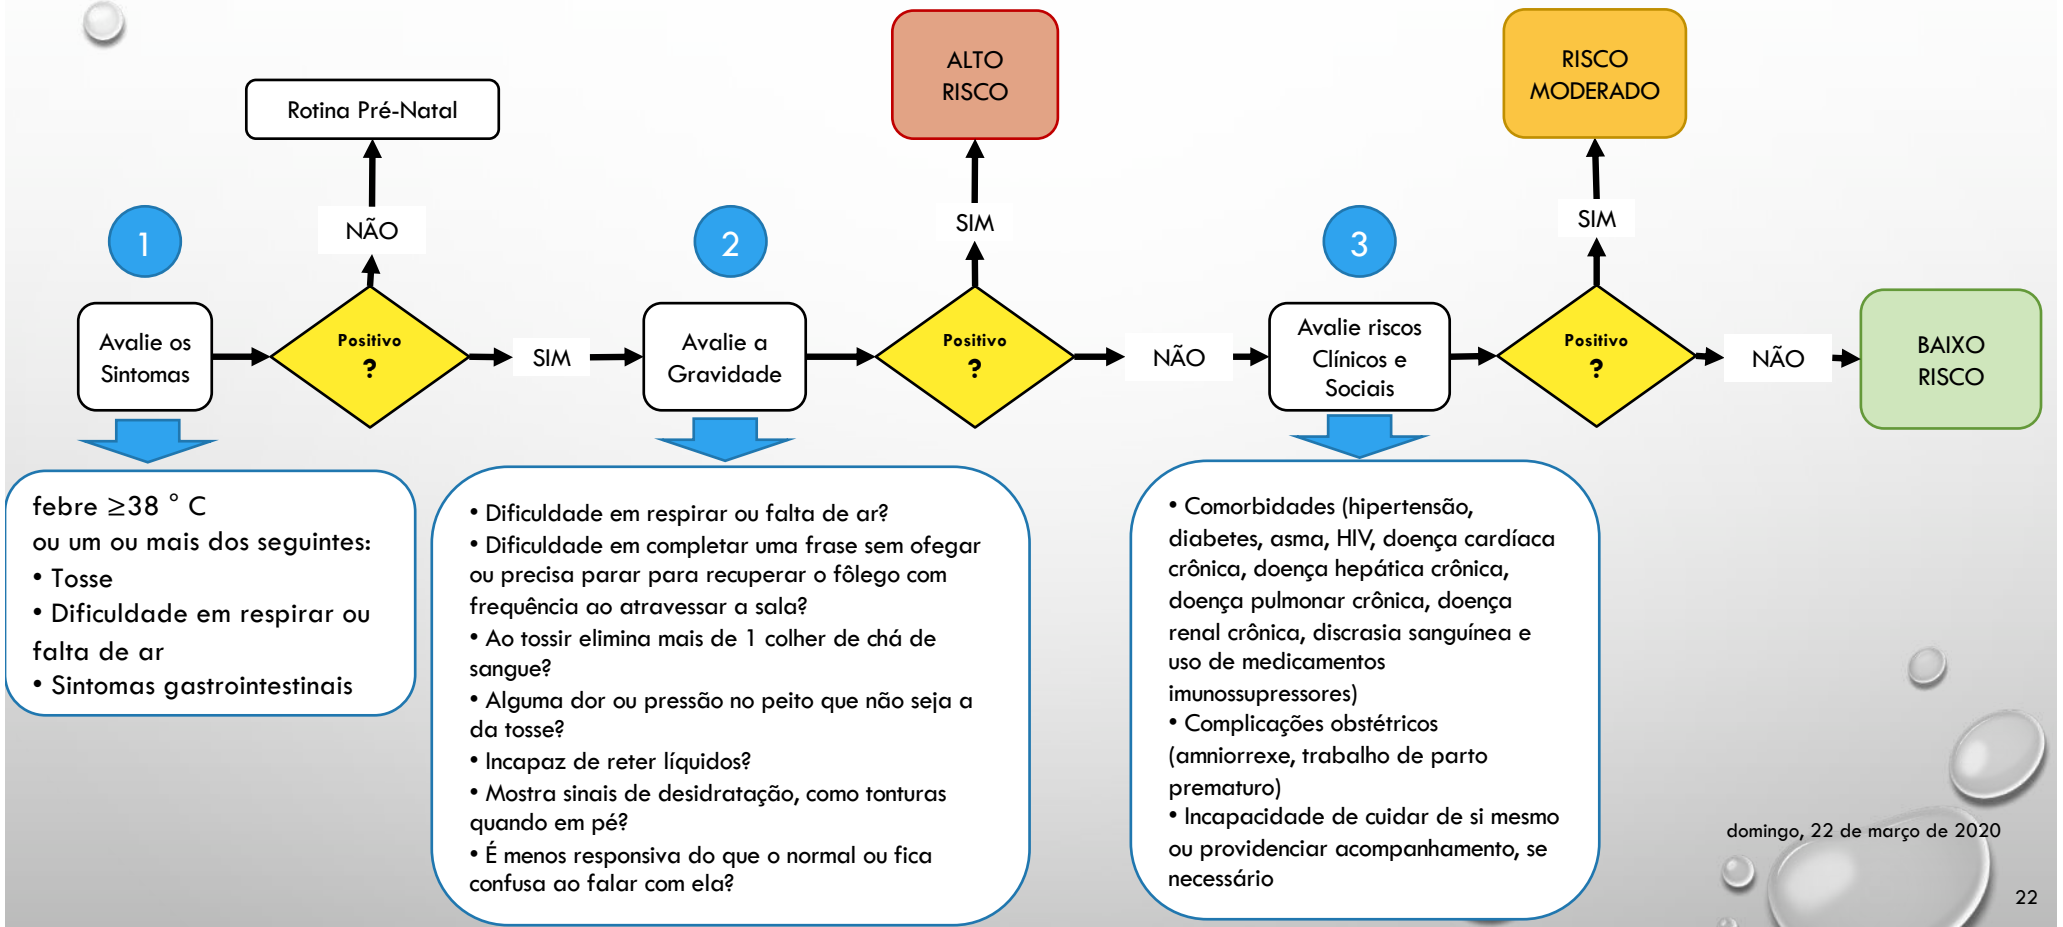 ALTO
RISCO
RISCO
MODERADO
Rotina Pré-Natal
NÃO
SIM
SIM
1
2
3
Avalie os
Sintomas
Positivo
?
SIM
Avalie a
Gravidade
Positivo
?
NÃO
Avalie riscos
Clínicos e
Sociais
Positivo
?
NÃO
BAIXO
RISCO
febre ≥38 ° C
ou um ou mais dos seguintes:
• Tosse
• Dificuldade em respirar ou
falta de ar
• Sintomas gastrointestinais
• Dificuldade em respirar ou falta de ar?
• Dificuldade em completar uma frase sem ofegar
ou precisa parar para recuperar o fôlego com
frequência ao atravessar a sala?
• Ao tossir elimina mais de 1 colher de chá de
sangue?
• Alguma dor ou pressão no peito que não seja a
da tosse?
• Incapaz de reter líquidos?
• Mostra sinais de desidratação, como tonturas
quando em pé?
• É menos responsiva do que o normal ou fica
confusa ao falar com ela?
• Comorbidades (hipertensão,
diabetes, asma, HIV, doença cardíaca
crônica, doença hepática crônica,
doença pulmonar crônica, doença
renal crônica, discrasia sanguínea e
uso de medicamentos
imunossupressores)
• Complicações obstétricos
(amniorrexe, trabalho de parto
prematuro)
• Incapacidade de cuidar de si mesmo
ou providenciar acompanhamento, se
necessário
domingo, 22 de março de 2020
22